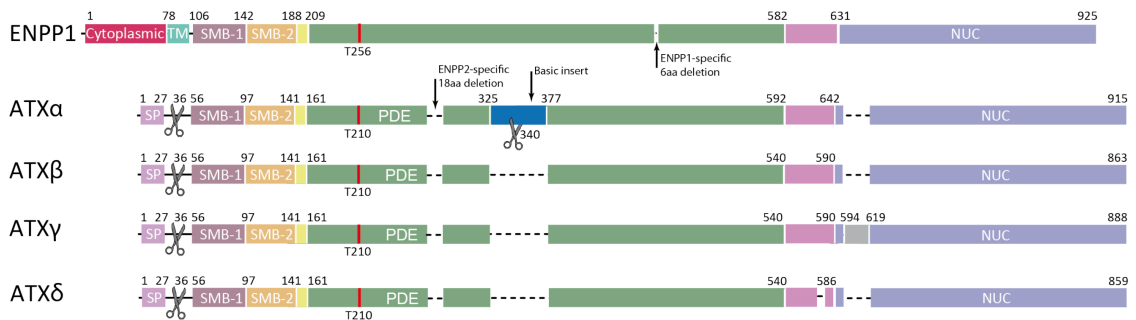 1 78 106 142 188 209 582 631 925
ENPP1 Cytoplasmic TM SMB-1 SMB-2 NUC
T256
ENPP1-specific
6aa deletion
ENPP2-specific
18aa deletion
Basic insert
1 27 36 56 97 141 161 325 377 592 642 915
ATXα SP SMB-1 SMB-2 PDE NUC
T210 340
1 27 36 56 97 141 161 540 590 863
ATXβ SP SMB-1 SMB-2 PDE NUC
T210
1 27 36 56 97 141 161 540 590 594 619 888
ATXγ SP SMB-1 SMB-2 PDE NUC
T210
1 27 36 56 97 141 161 540 586 859
ATXδ SP SMB-1 SMB-2 PDE NUC
T210